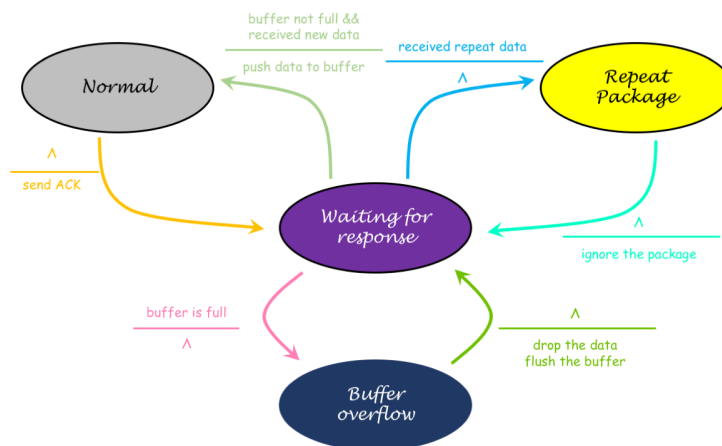 buffer not full &&
received new data
push data to buffer
received repeat data
^
Normal
Repeat
Package
^
send ACK
Waiting for
response
^
ignore the package
buffer is full
^
^
drop the data
flush the buffer
Buffer
overflow